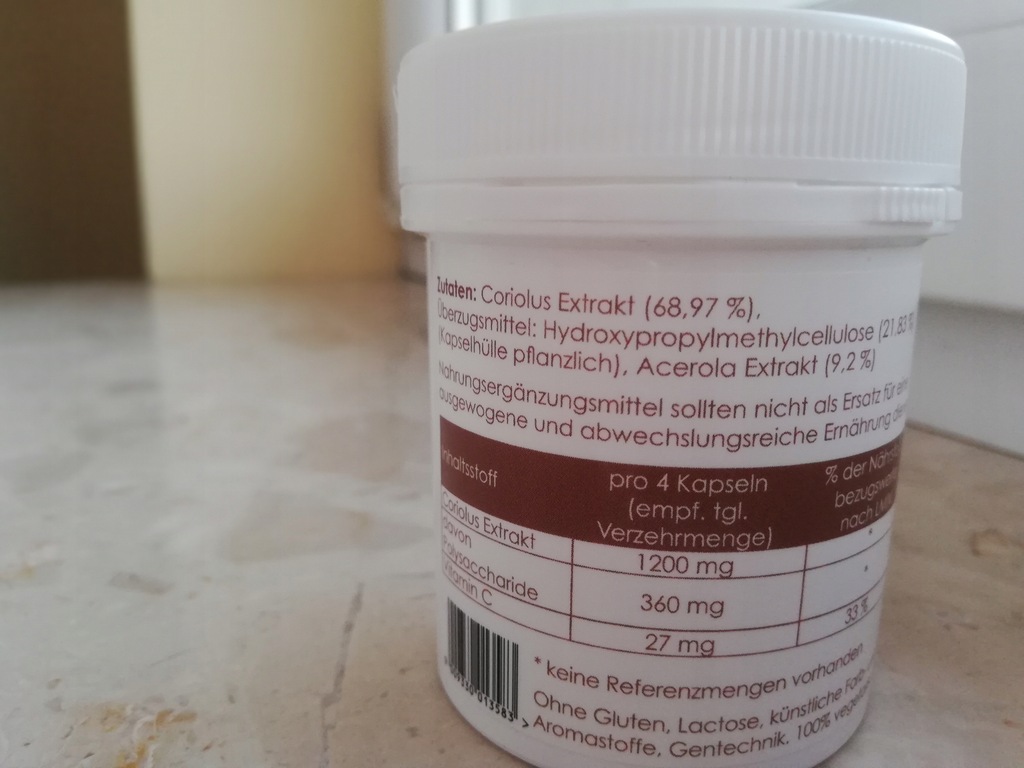 Zutaten: Coriolus Extrakt (68,97 %),
Überzugsmittel: Hydroxypropylmethylcellulose (21.83 %
(Kapselhülle pflanzlich), Acerola Extrakt (9,2 %)
Nahrungsergänzungsmittel sollten nicht als Ersatz für
ausgewogene und abwechslungsreiche Ernährung
Inhaltsstoff
pro 4 Kapseln
(empf. tgl.
Verzehrmenge)
% der
nach
Coriolus Extrakt
1200 mg
*
davon
Polysaccharide
360 mg
*
Vitamin C
27 mg
33 %
* keine Referenzmengen vorhanden
Ohne Gluten, Lactose, künstliche
Aromastoffe, Gentechnik. 100%